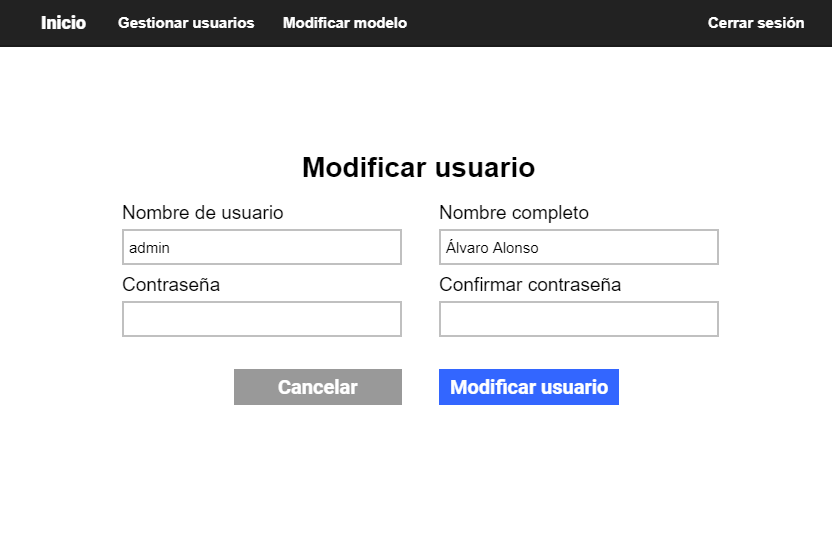 Inicio Gestionar usuarios Modificar modelo Cerrar sesión
Modificar usuario
Nombre de usuario Nombre completo
admin Álvaro Alonso
Contraseña Confirmar contraseña
Cancelar Modificar usuario